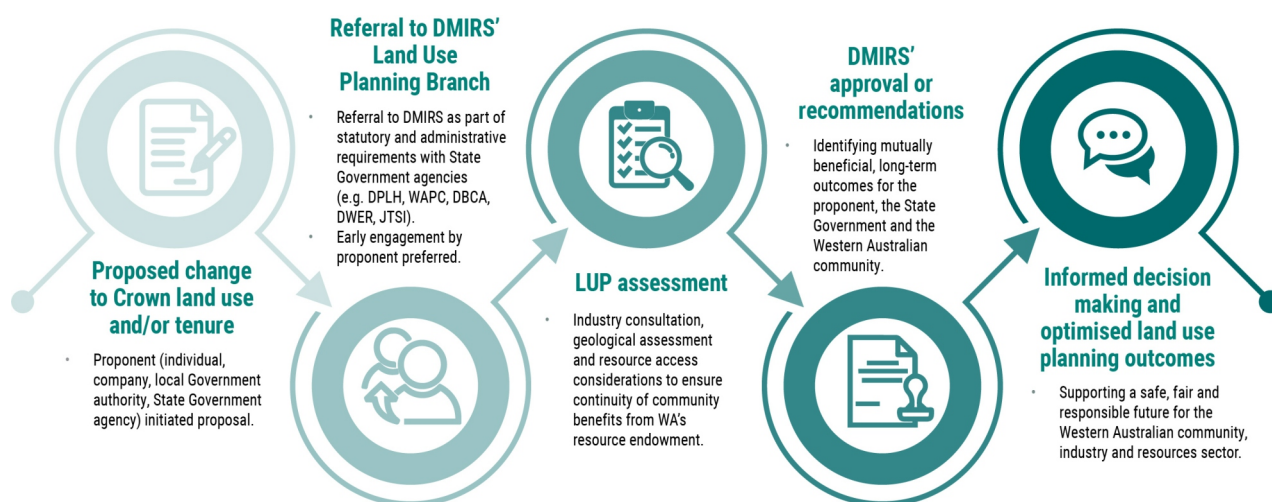 Proposed change
to Crown land use
and/or tenure
• Proponent (individual,
company, local Government
authority, State Government
agency) initiated proposal.
Referral to DMIRS’
Land Use
Planning Branch
• Referral to DMIRS as part of
statutory and administrative
requirements with State
Government agencies
(e.g. DPLH, WAPC, DBCA,
DWER, JTSI).
• Early engagement by
proponent preferred.
LUP assessment
• Industry consultation,
geological assessment
and resource access
considerations to ensure
continuity of community
benefits from WA’s
resource endowment.
DMIRS’
approval or
recommendations
• Identifying mutually
beneficial, long-term
outcomes for the
proponent, the State
Government and the
Western Australian
community.
Informed decision
making and
optimised land use
planning outcomes
• Supporting a safe, fair and
responsible future for the
Western Australian community,
industry and resources sector.